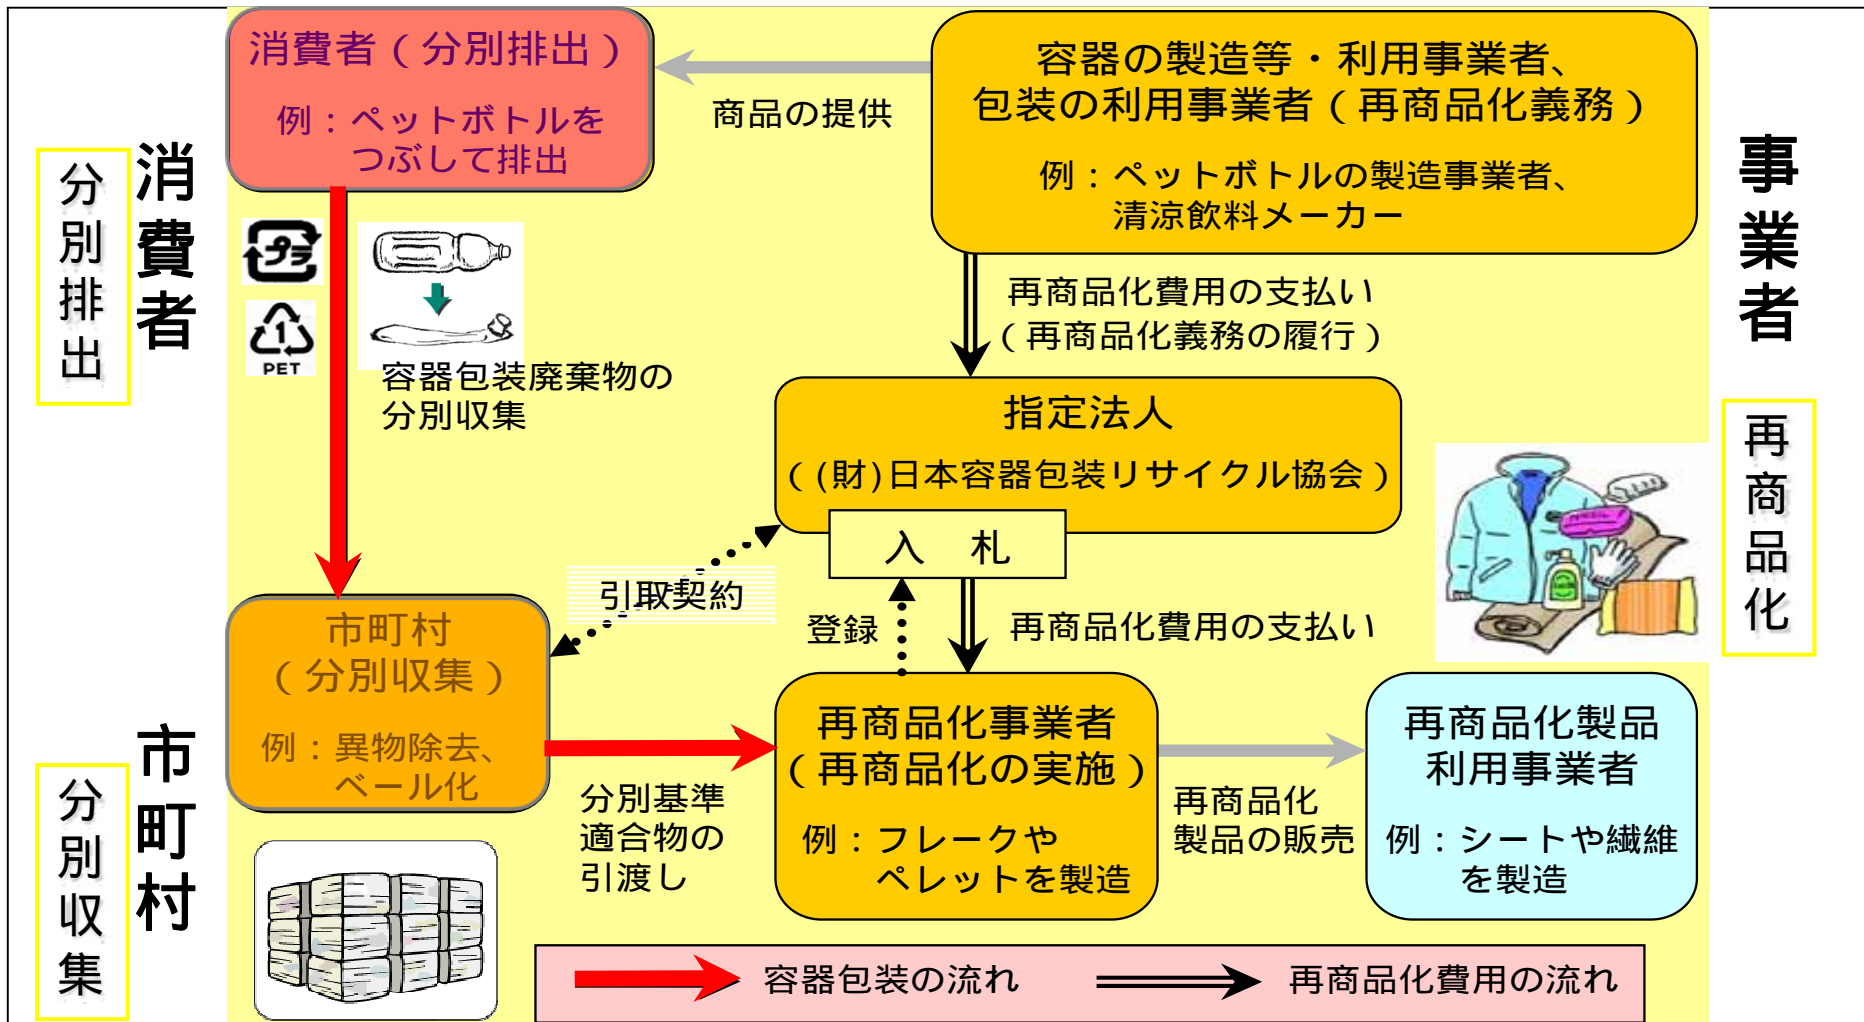 消費者（分別排出）
例：ペットボトルを
つぶして排出
商品の提供
容器の製造等・利用事業者、
包装の利用事業者（再商品化義務）
例：ペットボトルの製造事業者、
清涼飲料メーカー
消費者
分別排出
事業者
再商品化
プラ
1
PET
容器包装廃棄物の
分別収集
再商品化費用の支払い
（再商品化義務の履行）
指定法人
（(財)日本容器包装リサイクル協会）
入　札
引取契約
登録
再商品化費用の支払い
市町村
（分別収集）
例：異物除去、
ベール化
市町村
分別収集
分別基準
適合物の
引渡し
再商品化事業者
（再商品化の実施）
例：フレークや
ペレットを製造
再商品化
製品の販売
再商品化製品
利用事業者
例：シートや繊維
を製造
容器包装の流れ
再商品化費用の流れ